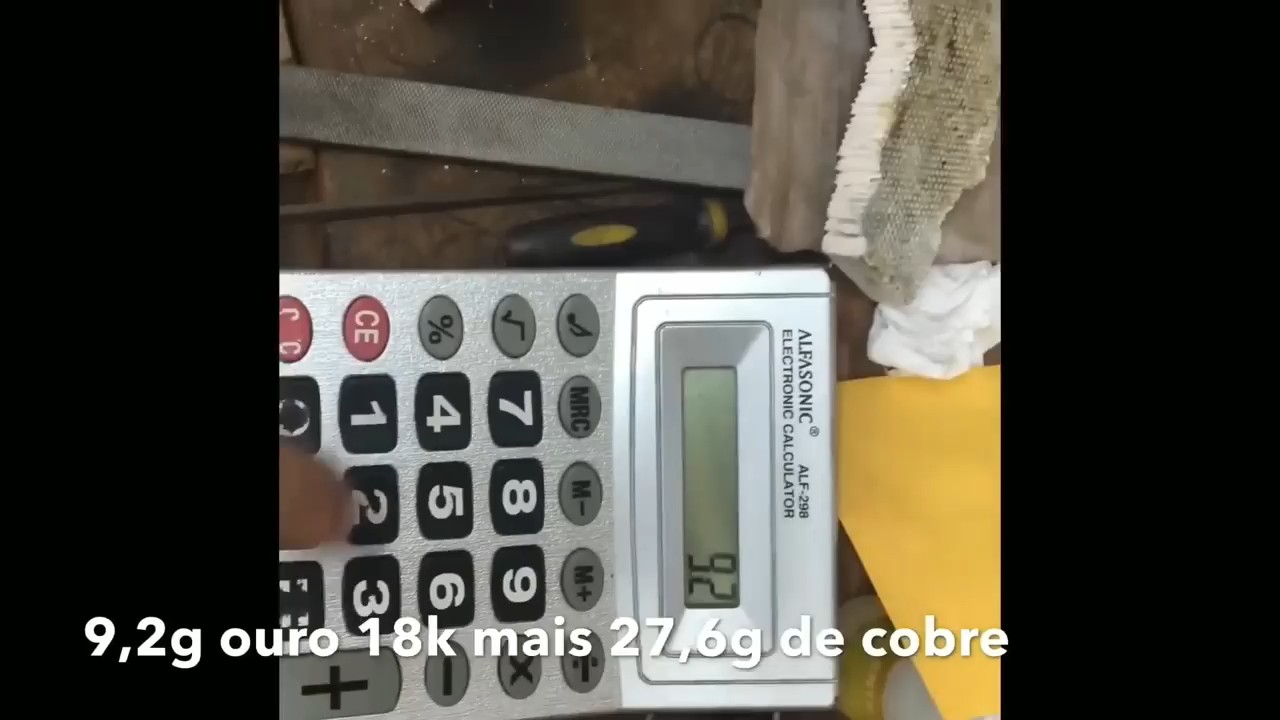 ALFASONIC® ALF-298
ELECTRONIC CALCULATOR
9.2
MRC M- M+ ÷
√ 7 8 9 ×
% 4 5 6 −
CE 1 2 3 +
9,2g ouro 18k mais 27,6g de cobre